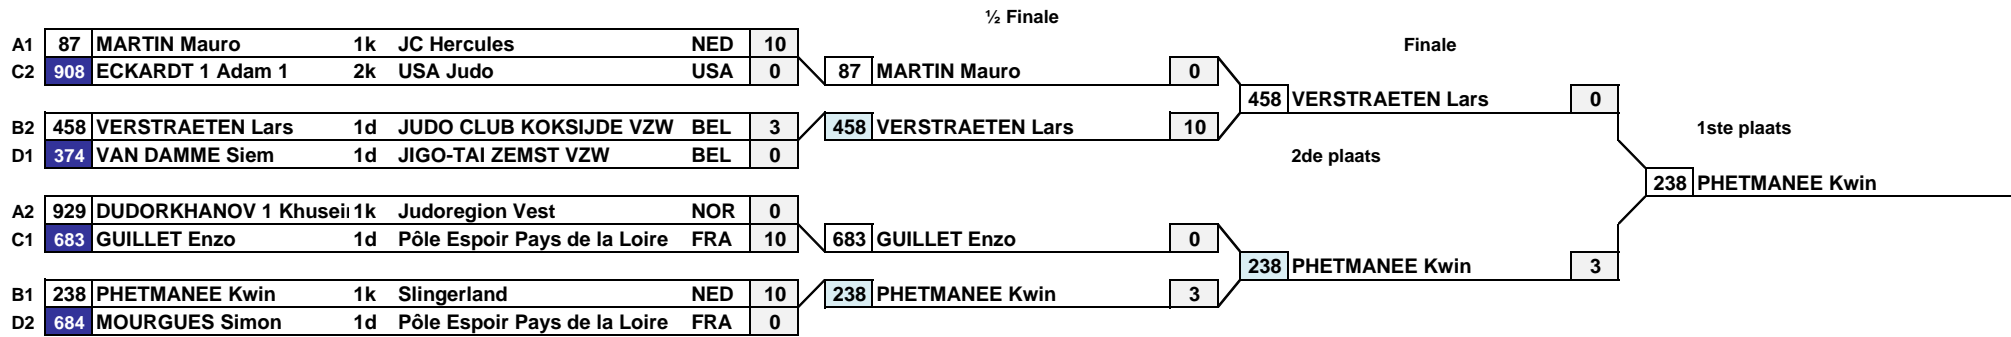 ½ Finale
A1 87 MARTIN Mauro 1k JC Hercules NED 10
Finale
C2 908 ECKARDT 1 Adam 1 2k USA Judo USA 0
87 MARTIN Mauro 0
458 VERSTRAETEN Lars 0
B2 458 VERSTRAETEN Lars 1d JUDO CLUB KOKSIJDE VZW BEL 3
458 VERSTRAETEN Lars 10
1ste plaats
D1 374 VAN DAMME Siem 1d JIGO-TAI ZEMST VZW BEL 0
2de plaats
238 PHETMANEE Kwin
A2 929 DUDORKHANOV 1 Khusei 1k Judoregion Vest NOR 0
C1 683 GUILLET Enzo 1d Pôle Espoir Pays de la Loire FRA 10
683 GUILLET Enzo 0
238 PHETMANEE Kwin 3
B1 238 PHETMANEE Kwin 1k Slingerland NED 10
238 PHETMANEE Kwin 3
D2 684 MOURGUES Simon 1d Pôle Espoir Pays de la Loire FRA 0